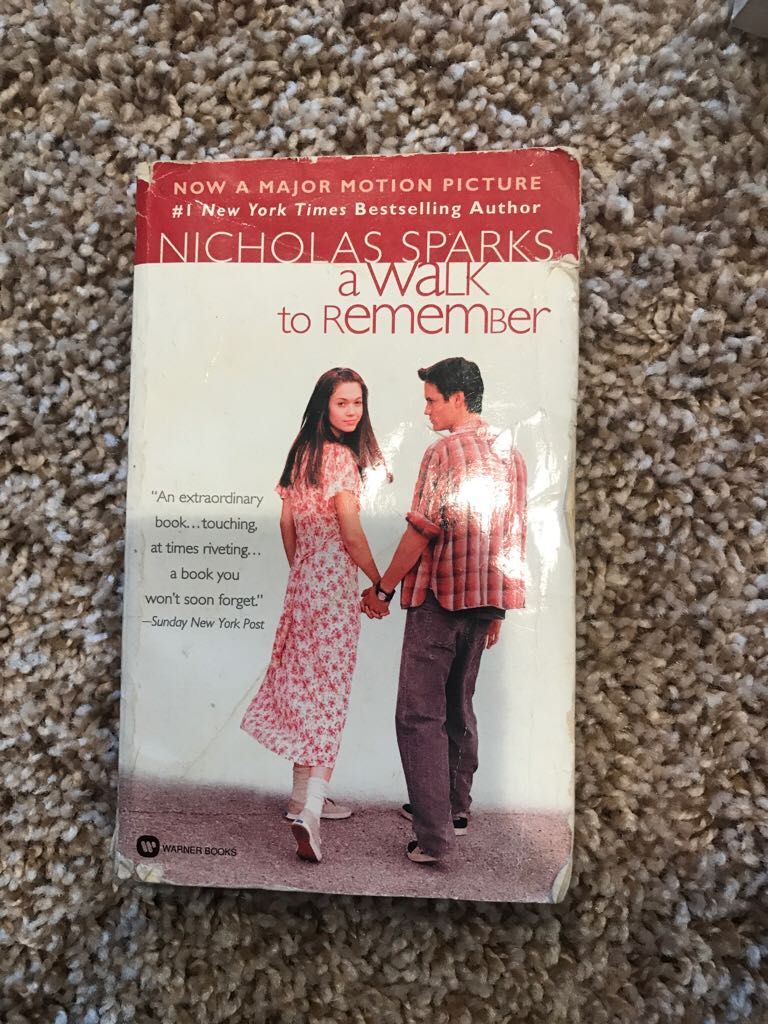 NOW A MAJOR MOTION PICTURE
#1 New York Times Bestselling Author
NICHOLAS SPARKS
a WaLK
to RememBer
"An extraordinary
book...touching,
at times riveting...
a book you
won't soon forget."
—Sunday New York Post
WARNER BOOKS